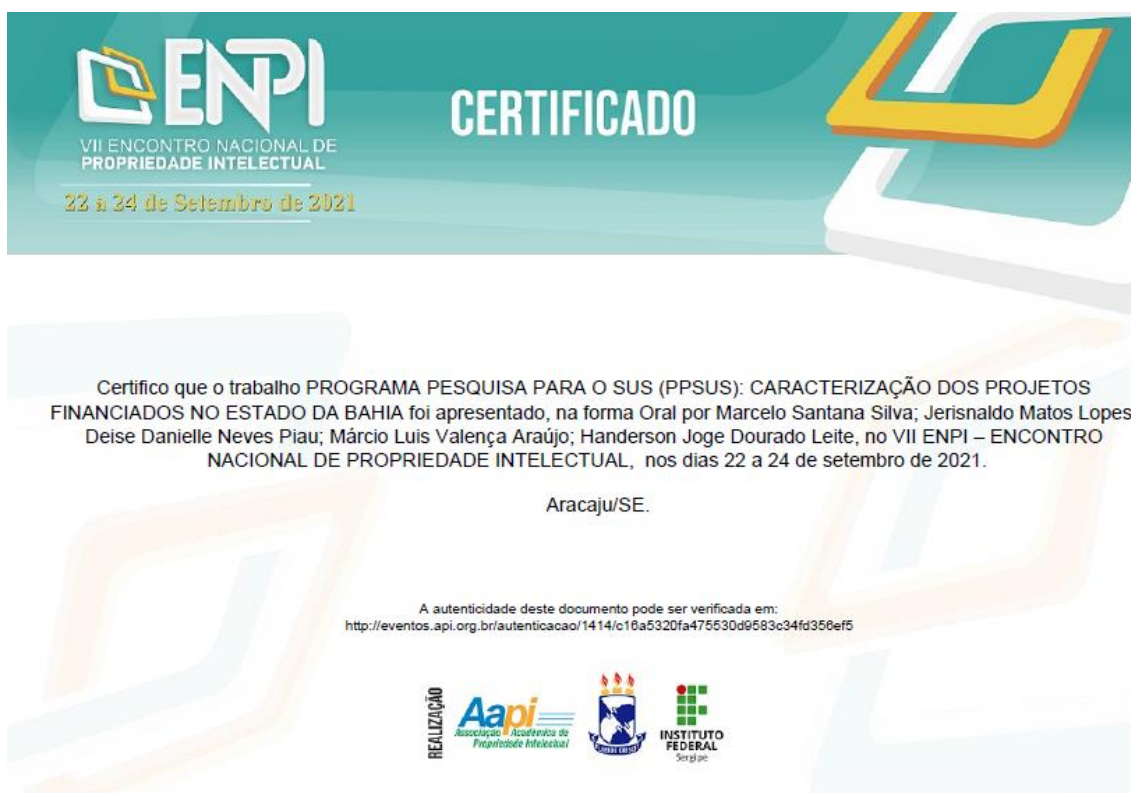 ENPI
VII ENCONTRO NACIONAL DE
PROPRIEDADE INTELECTUAL
22 a 24 de Setembro de 2021
CERTIFICADO
Certifico que o trabalho PROGRAMA PESQUISA PARA O SUS (PPSUS): CARACTERIZAÇÃO DOS PROJETOS
FINANCIADOS NO ESTADO DA BAHIA foi apresentado, na forma Oral por Marcelo Santana Silva; Jerisnaldo Matos Lopes
Deise Danielle Neves Piau; Márcio Luis Valença Araújo; Handerson Joge Dourado Leite, no VII ENPI – ENCONTRO
NACIONAL DE PROPRIEDADE INTELECTUAL, nos dias 22 a 24 de setembro de 2021.
Aracaju/SE.
A autenticidade deste documento pode ser verificada em:
http://eventos.api.org.br/autenticacao/1414/c16a5320fa475530d9583c34fd356ef5
REALIZAÇÃO
Aapi
Associação Acadêmica de
Propriedade Intelectual
INSTITUTO
FEDERAL
Sergipe